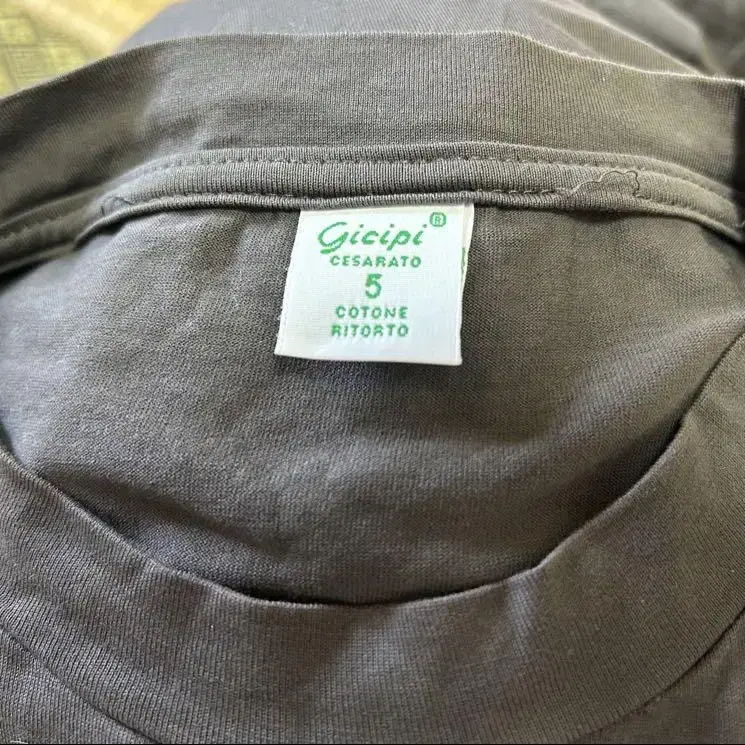 Gicipi®
CESARATO
5
COTONE
RITORTO